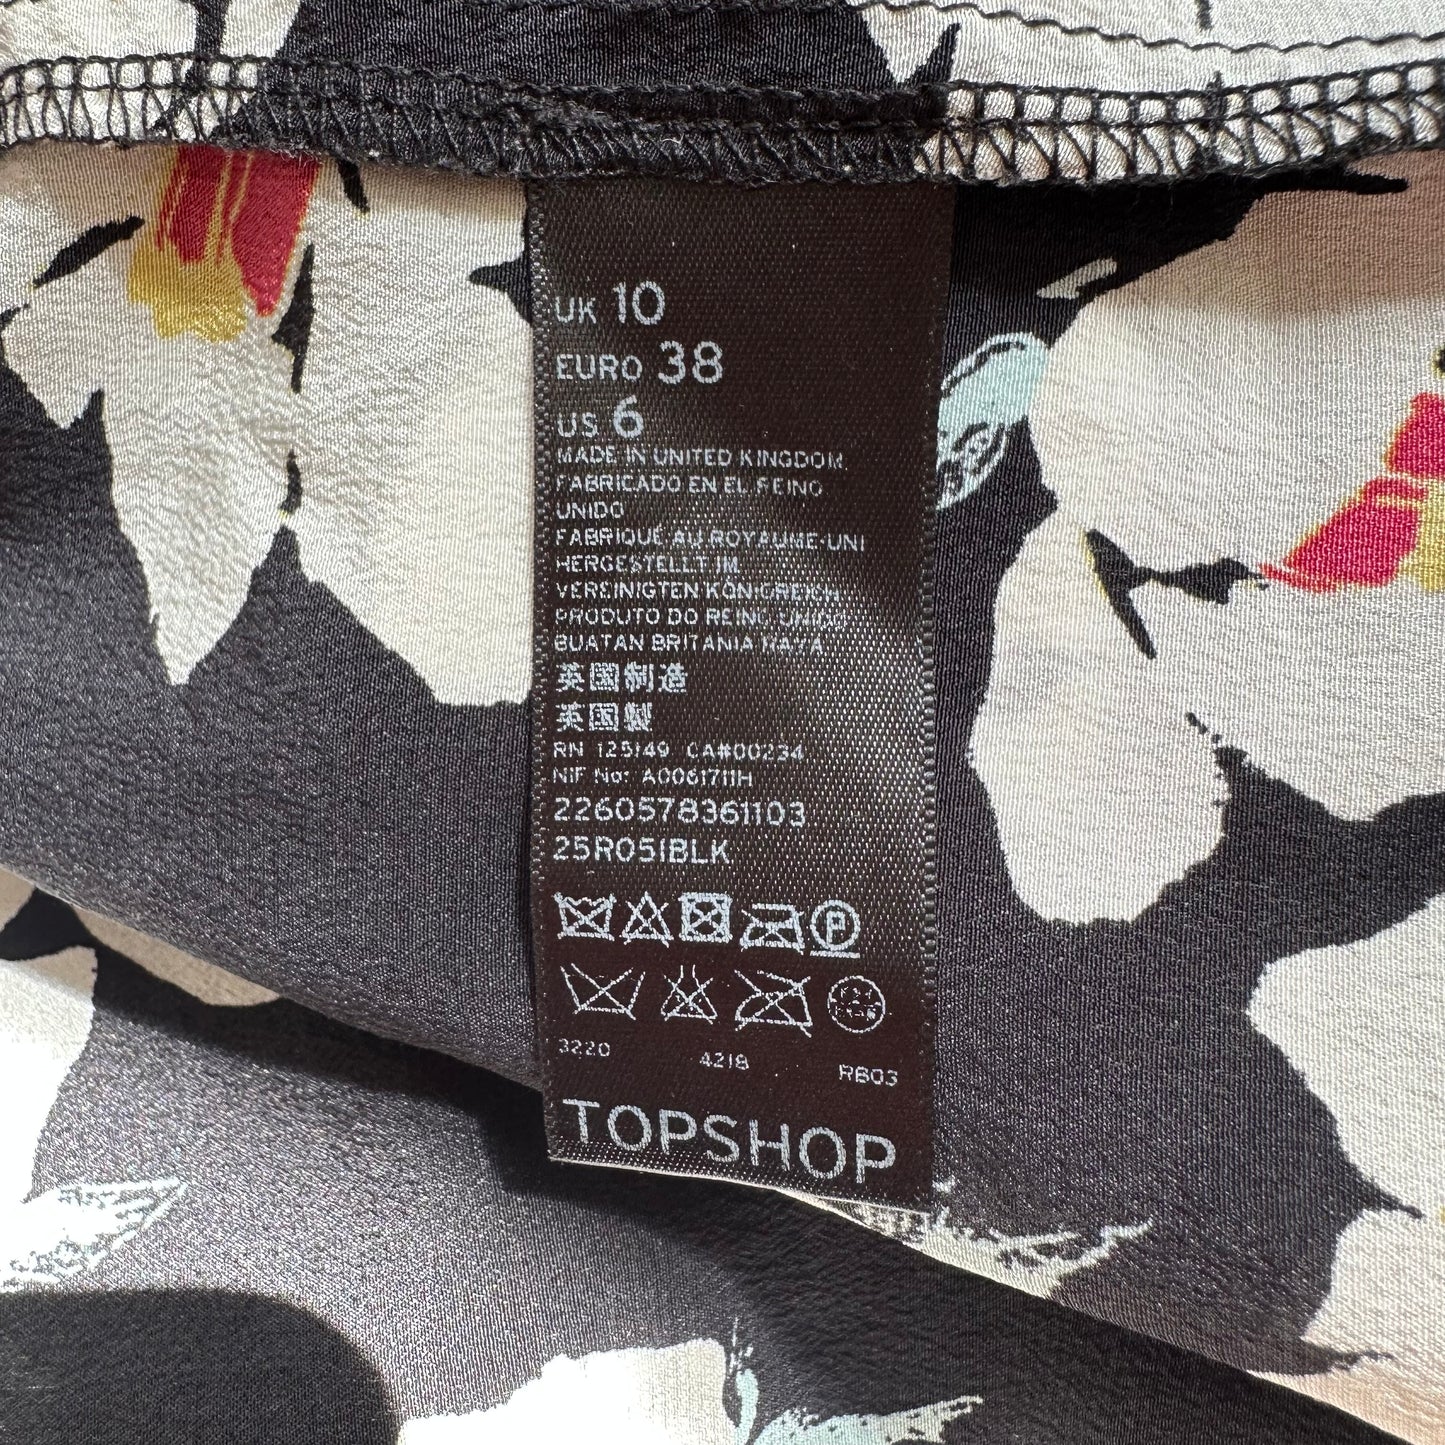 UK 10
EURO 38
US 6
MADE IN UNITED KINGDOM
FABRICADO EN EL REINO
UNIDO
FABRIQUÉ AU ROYAUME-UNI
HERGESTELLT IM
VEREINIGTEN KÖNIGREICH
PRODUTO DO REINO UNIDO
BUATAN BRITANIA RAYA
英国制造
英国製
RN 125149 CA#00234
NIF No: A0061711H
2260578361103
25R05IBLK
P
3220 4218 RB03
TOPSHOP